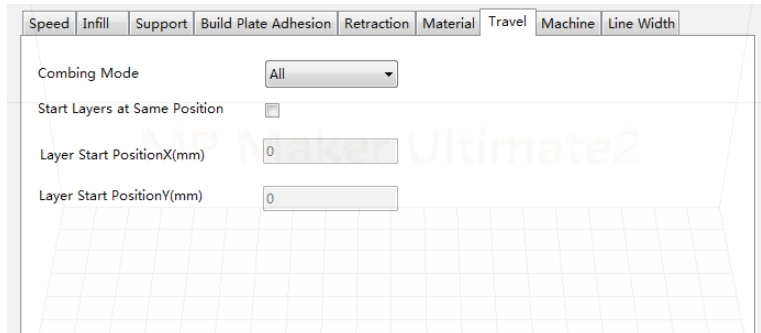 Speed Infill Support Build Plate Adhesion Retraction Material Travel Machine Line Width
Combing Mode All
Start Layers at Same Position
MP Maker Ultimate2
Layer Start PositionX(mm) 0
Layer Start PositionY(mm) 0